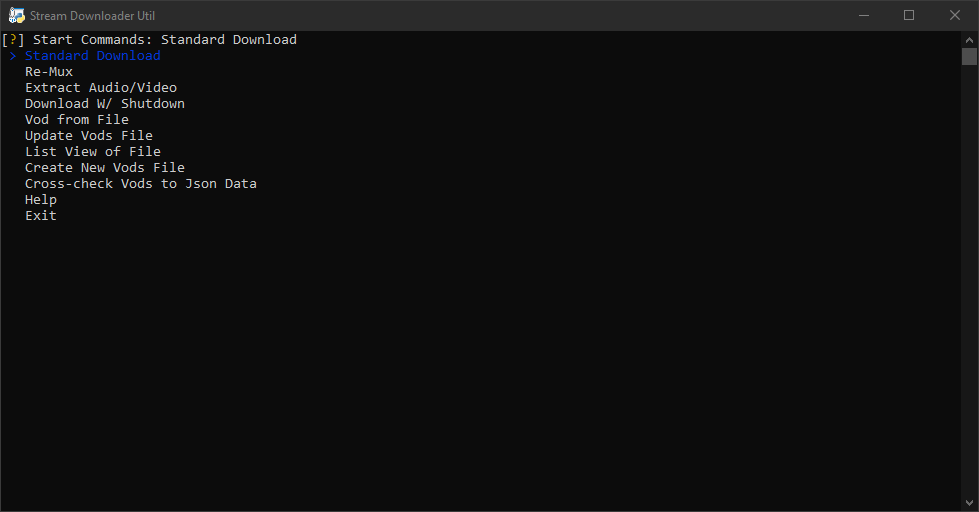 Stream Downloader Util
[?] Start Commands: Standard Download
> Standard Download
Re-Mux
Extract Audio/Video
Download W/ Shutdown
Vod from File
Update Vods File
List View of File
Create New Vods File
Cross-check Vods to Json Data
Help
Exit